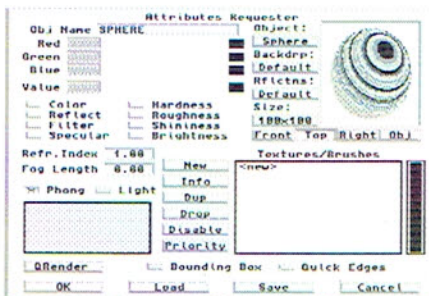 Attributes Requester
Obj Name SPHERE
Red
Green
Blue
Value
Color
Reflect
Filter
Specular
Hardness
Roughness
Shininess
Brightness
Object:
Sphere
Backdrp:
Default
Rflctns:
Default
Size:
100x100
Front Top Right Obj
Refr.Index 1.00
Fog Length 0.00
Phong Light
New
Info
Dup
Drop
Disable
Priority
Textures/Brushes
<new>
QRender
Bounding Box
Quick Edges
OK
Load
Save
Cancel